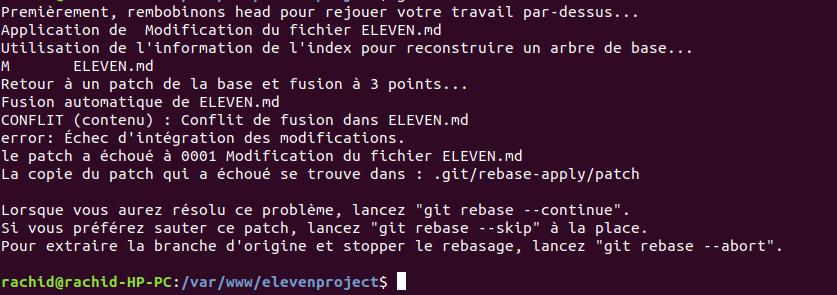 Premièrement, rembobinons head pour rejouer votre travail par-dessus...
Application de  Modification du fichier ELEVEN.md
Utilisation de l'information de l'index pour reconstruire un arbre de base...
M       ELEVEN.md
Retour à un patch de la base et fusion à 3 points...
Fusion automatique de ELEVEN.md
CONFLIT (contenu) : Conflit de fusion dans ELEVEN.md
error: Échec d'intégration des modifications.
le patch a échoué à 0001 Modification du fichier ELEVEN.md
La copie du patch qui a échoué se trouve dans : .git/rebase-apply/patch
Lorsque vous aurez résolu ce problème, lancez "git rebase --continue".
Si vous préférez sauter ce patch, lancez "git rebase --skip" à la place.
Pour extraire la branche d'origine et stopper le rebasage, lancez "git rebase --abort".
rachid@rachid-HP-PC:/var/www/elevenproject$